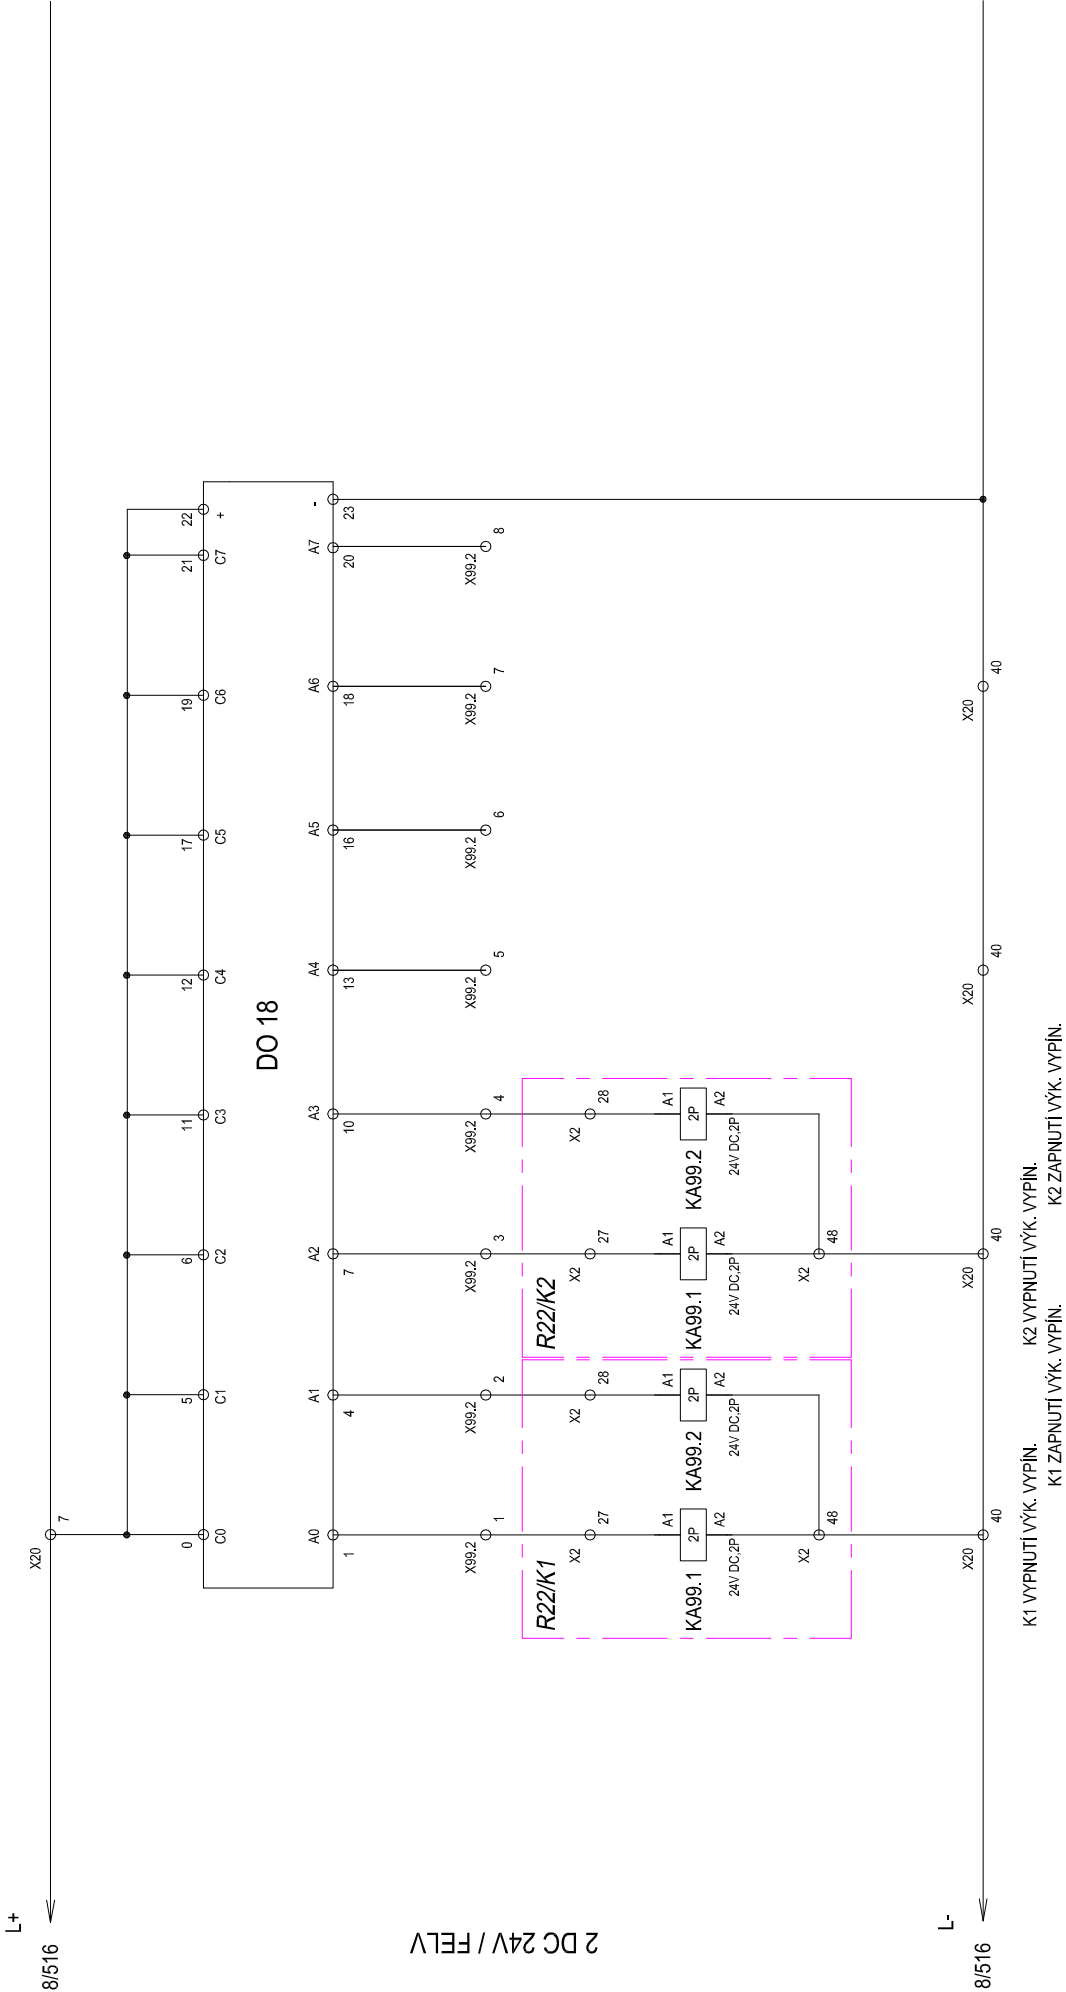 L+
8/516
X20
7
0 5 6 11 12 17 19 21 22
C0 C1 C2 C3 C4 C5 C6 C7 +
DO 18
A0 A1 A2 A3 A4 A5 A6 A7 -
1 4 7 10 13 16 18 20 23
X99.2 1 X99.2 2 X99.2 3 X99.2 4 X99.2 5 X99.2 6 X99.2 7 X99.2 8
R22/K1 R22/K2
X2 27 X2 28 X2 27 X2 28
A1 A1 A1 A1
KA99.1 2P KA99.2 2P KA99.1 2P KA99.2 2P
A2 A2 A2 A2
24V DC,2P 24V DC,2P 24V DC,2P 24V DC,2P
X2 48 X2 48
2 DC 24V / FELV
L-
8/516
X20 40 X20 40 X20 40 X20 40
K1 VYPNUTÍ VÝK. VYPÍN. K2 VYPNUTÍ VÝK. VYPÍN.
K1 ZAPNUTÍ VÝK. VYPÍN. K2 ZAPNUTÍ VÝK. VYPÍN.